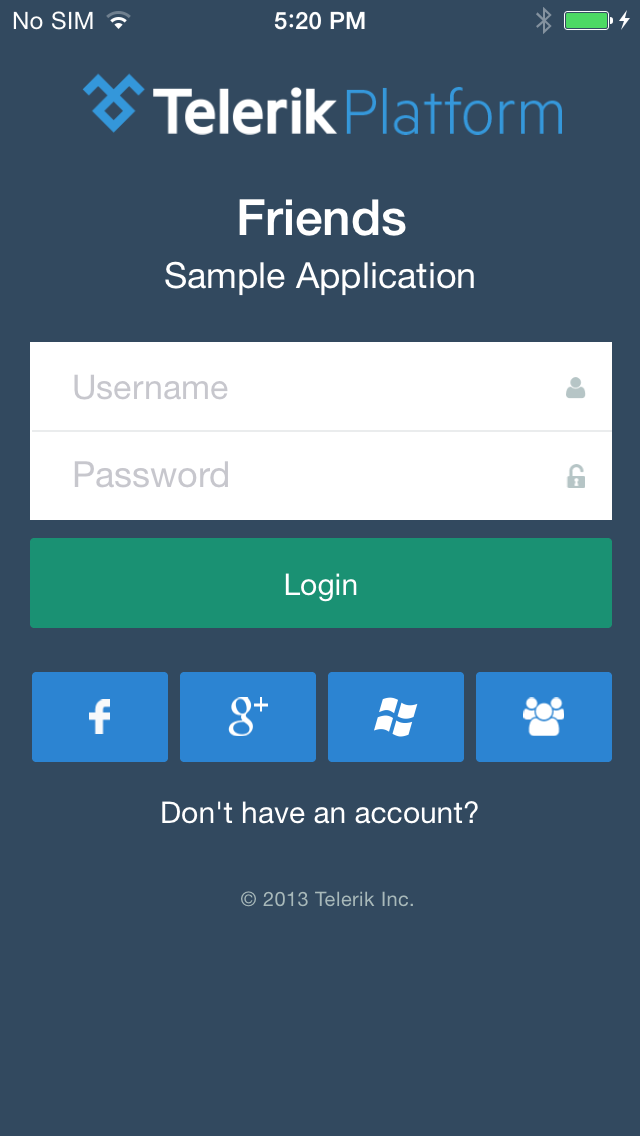 No SIM 5:20 PM
Telerik Platform
Friends
Sample Application
Username
Password
Login
f g+
Don't have an account?
© 2013 Telerik Inc.